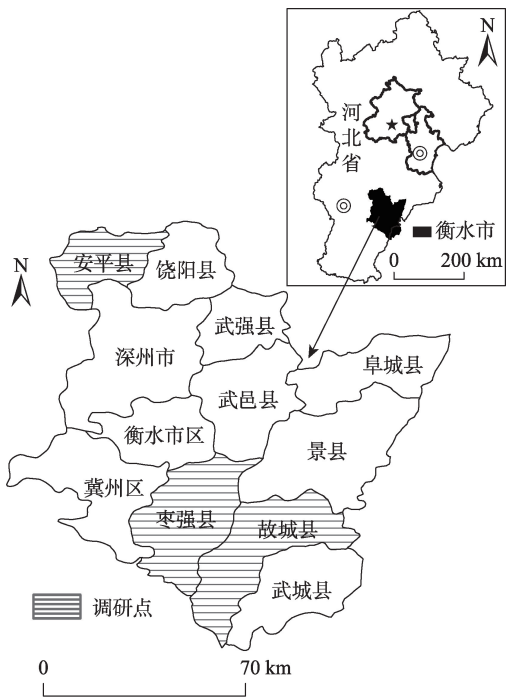 N
河北省
衡水市
0 200 km
N
安平县
饶阳县
武强县
深州市
阜城县
武邑县
衡水市区
景县
冀州区
枣强县
故城县
武城县
调研点
0 70 km